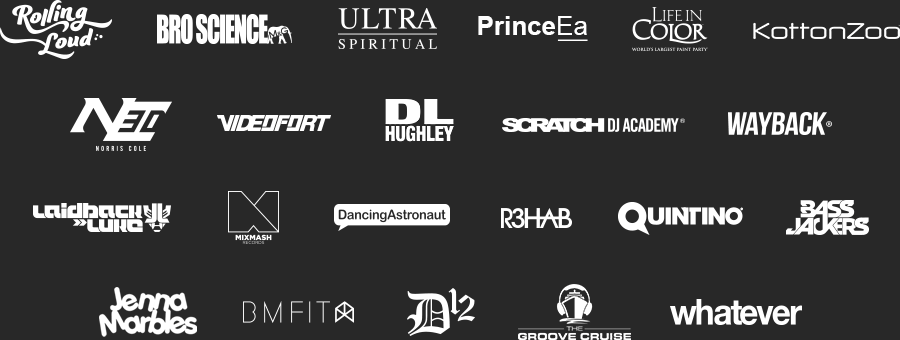 Rolling
Loud
BRO SCIENCE
ULTRA
SPIRITUAL
PrinceEa
LIFE IN
COLOR
WORLD'S LARGEST PAINT PARTY
KottonZoo
NETO
NORRIS COLE
VIDEOFORT
DL
HUGHLEY
SCRATCH DJ ACADEMY®
WAYBACK®
Laidback
LUKE
MIXMASH
RECORDS
DancingAstronaut
R3HAB
QUINTINO
BASS
JACKERS
Jenna
Marbles
BMFIT
D12
THE
GROOVE CRUISE
whatever